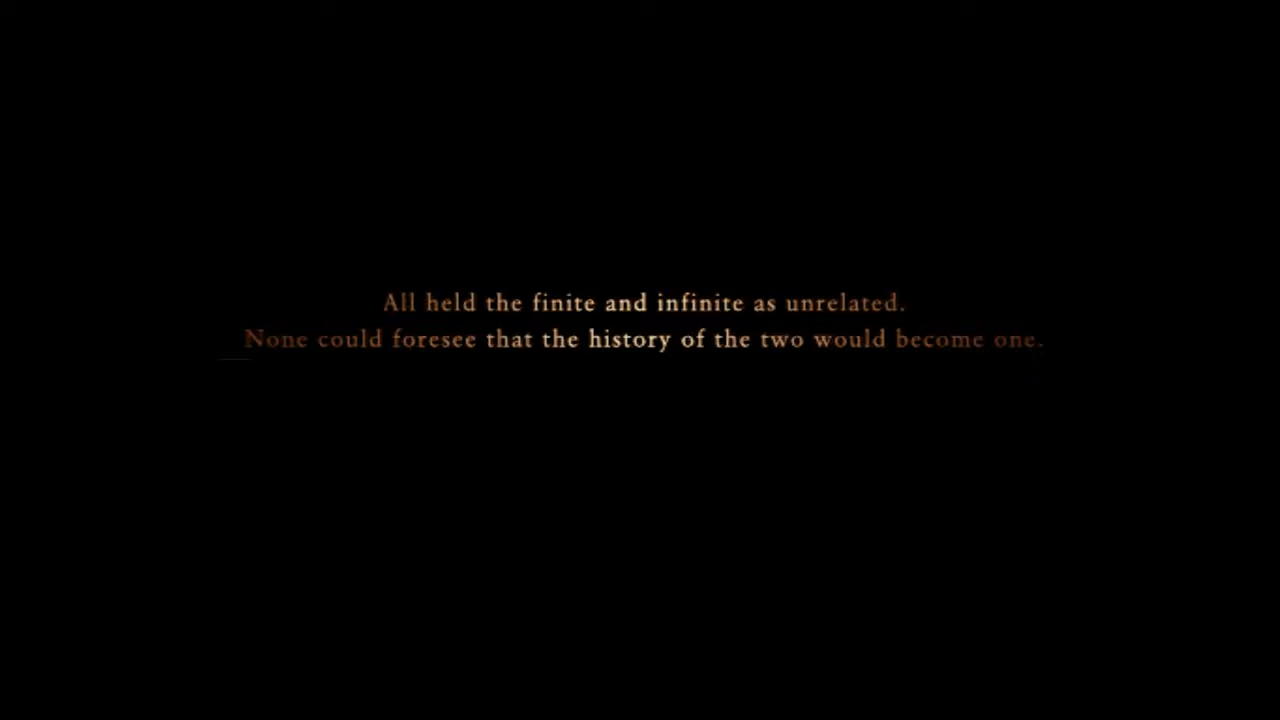 All held the finite and infinite as unrelated.
None could foresee that the history of the two would become one.